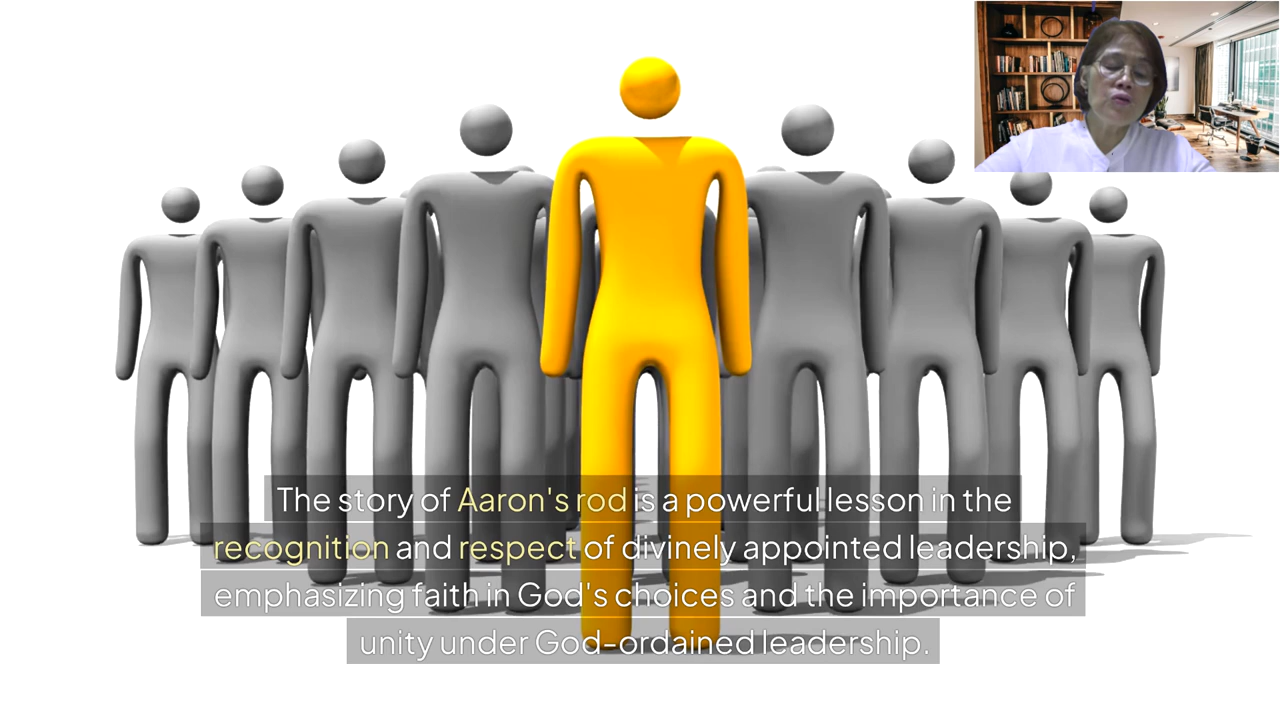 The story of Aaron's rod is a powerful lesson in the
recognition and respect of divinely appointed leadership,
emphasizing faith in God's choices and the importance of
unity under God-ordained leadership.